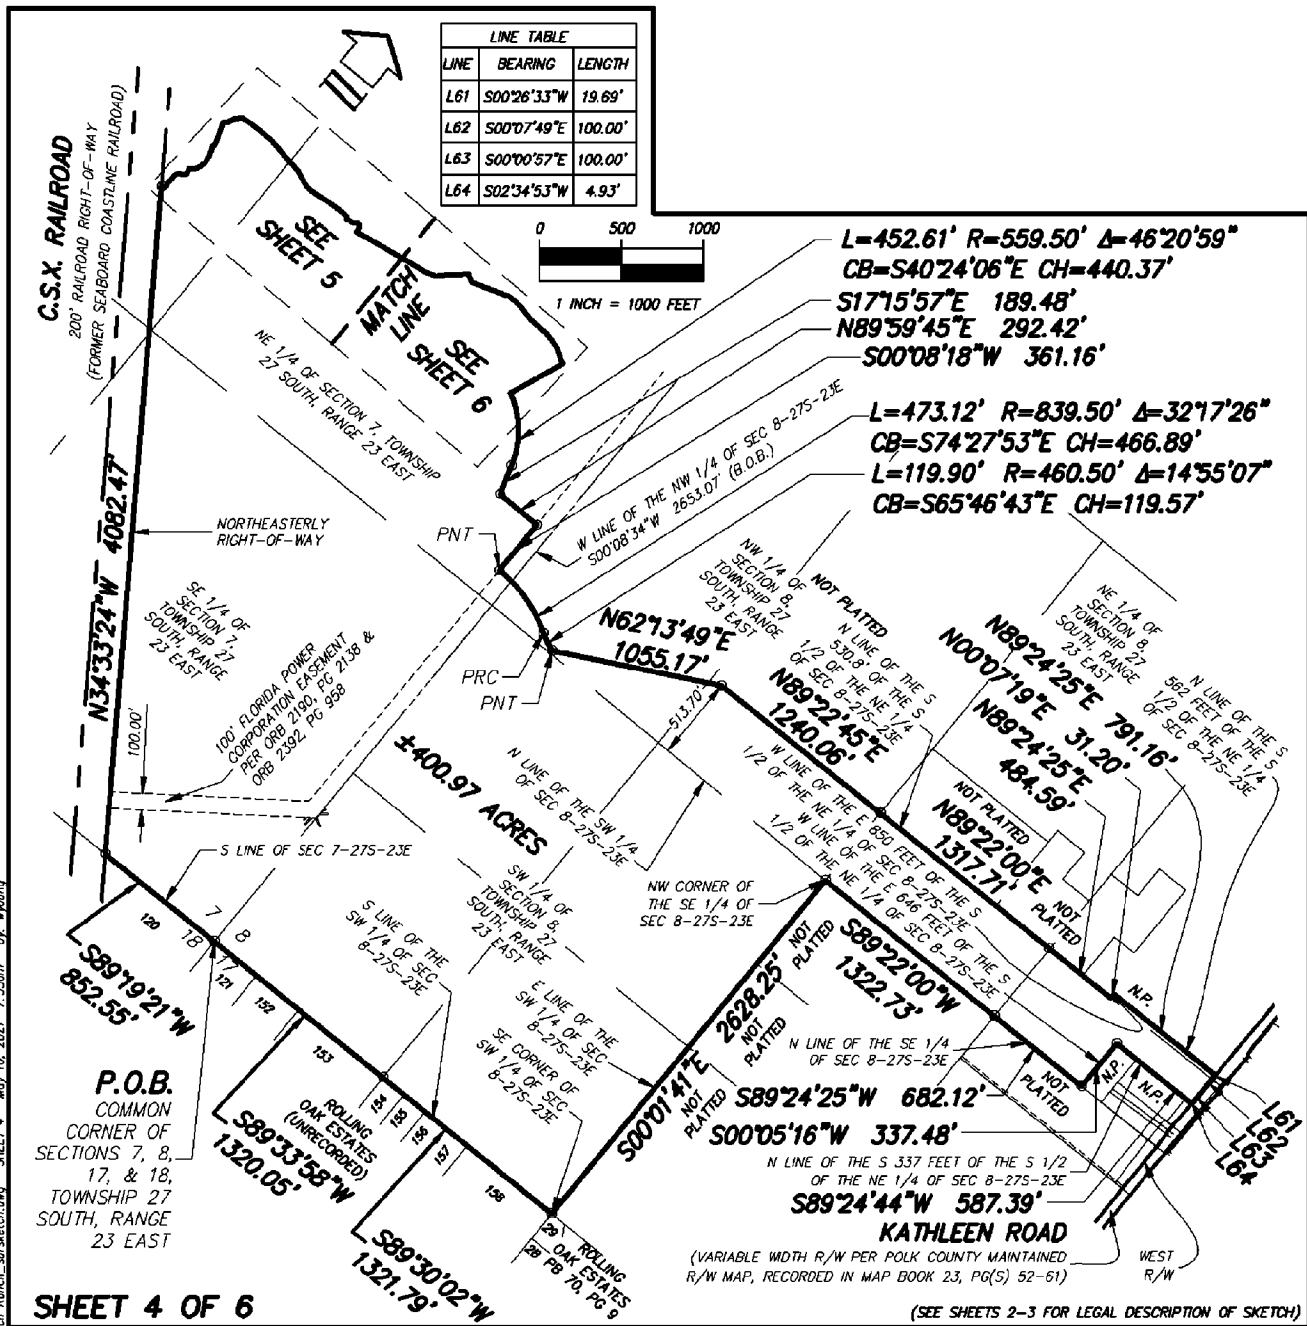 LINE TABLE
LINE BEARING LENGTH
L61 S00°26'33"W 19.69'
L62 S00°07'49"E 100.00'
L63 S00°00'57"E 100.00'
L64 S02°34'53"W 4.93'
0 500 1000
1 INCH = 1000 FEET
C.S.X. RAILROAD
200' RAILROAD RIGHT-OF-WAY
(FORMER SEABOARD COASTLINE RAILROAD)
SEE
SHEET 5
MATCH
LINE
SEE
SHEET 6
L=452.61' R=559.50' Δ=46°20'59"
CB=S40°24'06"E CH=440.37'
S17°15'57"E 189.48'
N89°59'45"E 292.42'
S00°08'18"W 361.16'
L=473.12' R=839.50' Δ=32°17'26"
CB=S74°27'53"E CH=466.89'
L=119.90' R=460.50' Δ=14°55'07"
CB=S65°46'43"E CH=119.57'
NE 1/4 OF SECTION 7, TOWNSHIP
27 SOUTH, RANGE 23 EAST
W LINE OF THE NW 1/4 OF SEC 8-27S-23E
S00°08'34"W 2653.07' (B.O.B.)
N34°33'24"W 4082.47'
NORTHEASTERLY
RIGHT-OF-WAY
PNT
SE 1/4 OF
SECTION 7,
TOWNSHIP 27
SOUTH, RANGE
23 EAST
100' FLORIDA POWER
CORPORATION EASEMENT
PER ORB 2190, PG 2138 &
ORB 2392, PG 958
100.00'
PRC
PNT
N62°13'49"E
1055.17'
513.70'
NW 1/4 OF
SECTION 8,
TOWNSHIP 27
SOUTH, RANGE
23 EAST
NOT PLATTED
N LINE OF THE S
530.8' OF THE S
1/2 OF THE NE 1/4
OF SEC 8-27S-23E
N89°22'45"E
1240.06'
NE 1/4 OF
SECTION 8,
TOWNSHIP 27
SOUTH, RANGE
23 EAST
N89°24'25"E 791.16'
N00°07'19"E 31.20'
N89°24'25"E
484.59'
N LINE OF THE S
562 FEET OF THE S
1/2 OF THE NE 1/4
OF SEC 8-27S-23E
NOT PLATTED
N89°22'00"E
1317.71'
NOT
PLATTED
W LINE OF THE E 850 FEET OF THE S
1/2 OF THE NE 1/4 OF SEC 8-27S-23E
W LINE OF THE E 646 FEET OF THE S
1/2 OF THE NE 1/4 OF SEC 8-27S-23E
±400.97 ACRES
N LINE OF THE SW 1/4
OF SEC 8-27S-23E
NW CORNER OF
THE SE 1/4 OF
SEC 8-27S-23E
S LINE OF SEC 7-27S-23E
SW 1/4 OF
SECTION 8,
TOWNSHIP 27
SOUTH, RANGE
23 EAST
S LINE OF THE
SW 1/4 OF SEC
8-27S-23E
E LINE OF THE
SW 1/4 OF SEC
8-27S-23E
SE CORNER OF
SW 1/4 OF SEC
8-27S-23E
S00°01'41"E 2628.25'
NOT
PLATTED
NOT
PLATTED
NOT
PLATTED
S89°22'00"W
1322.73'
N LINE OF THE SE 1/4
OF SEC 8-27S-23E
NOT
PLATTED
N.P.
N.P.
N.P.
S89°24'25"W 682.12'
S00°05'16"W 337.48'
N LINE OF THE S 337 FEET OF THE S 1/2
OF THE NE 1/4 OF SEC 8-27S-23E
S89°24'44"W 587.39'
L61
L62
L63
L64
KATHLEEN ROAD
(VARIABLE WIDTH R/W PER POLK COUNTY MAINTAINED
R/W MAP, RECORDED IN MAP BOOK 23, PG(S) 52-61)
WEST
R/W
120
18
7
8
17
121
152
153
154
155
156
157
158
29
28
S89°19'21"W
852.55'
P.O.B.
COMMON
CORNER OF
SECTIONS 7, 8,
17, & 18,
TOWNSHIP 27
SOUTH, RANGE
23 EAST
S89°33'58"W
1320.05'
ROLLING
OAK ESTATES
(UNRECORDED)
S89°30'02"W
1321.79'
ROLLING
OAK ESTATES
PB 70, PG 9
SHEET 4 OF 6
(SEE SHEETS 2-3 FOR LEGAL DESCRIPTION OF SKETCH)